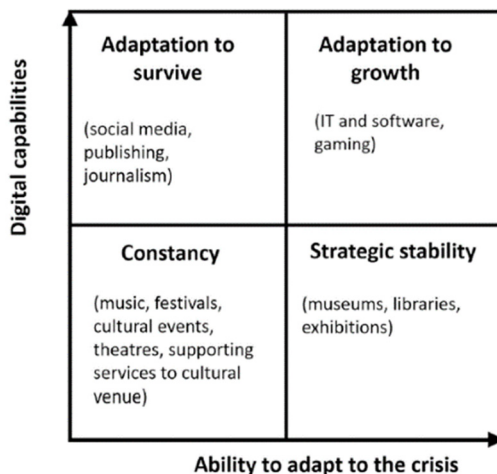 Digital capabilities
Adaptation to
survive
(social media,
publishing,
journalism)
Adaptation to
growth
(IT and software,
gaming)
Constancy
(music, festivals,
cultural events,
theatres, supporting
services to cultural
venue)
Strategic stability
(museums, libraries,
exhibitions)
Ability to adapt to the crisis